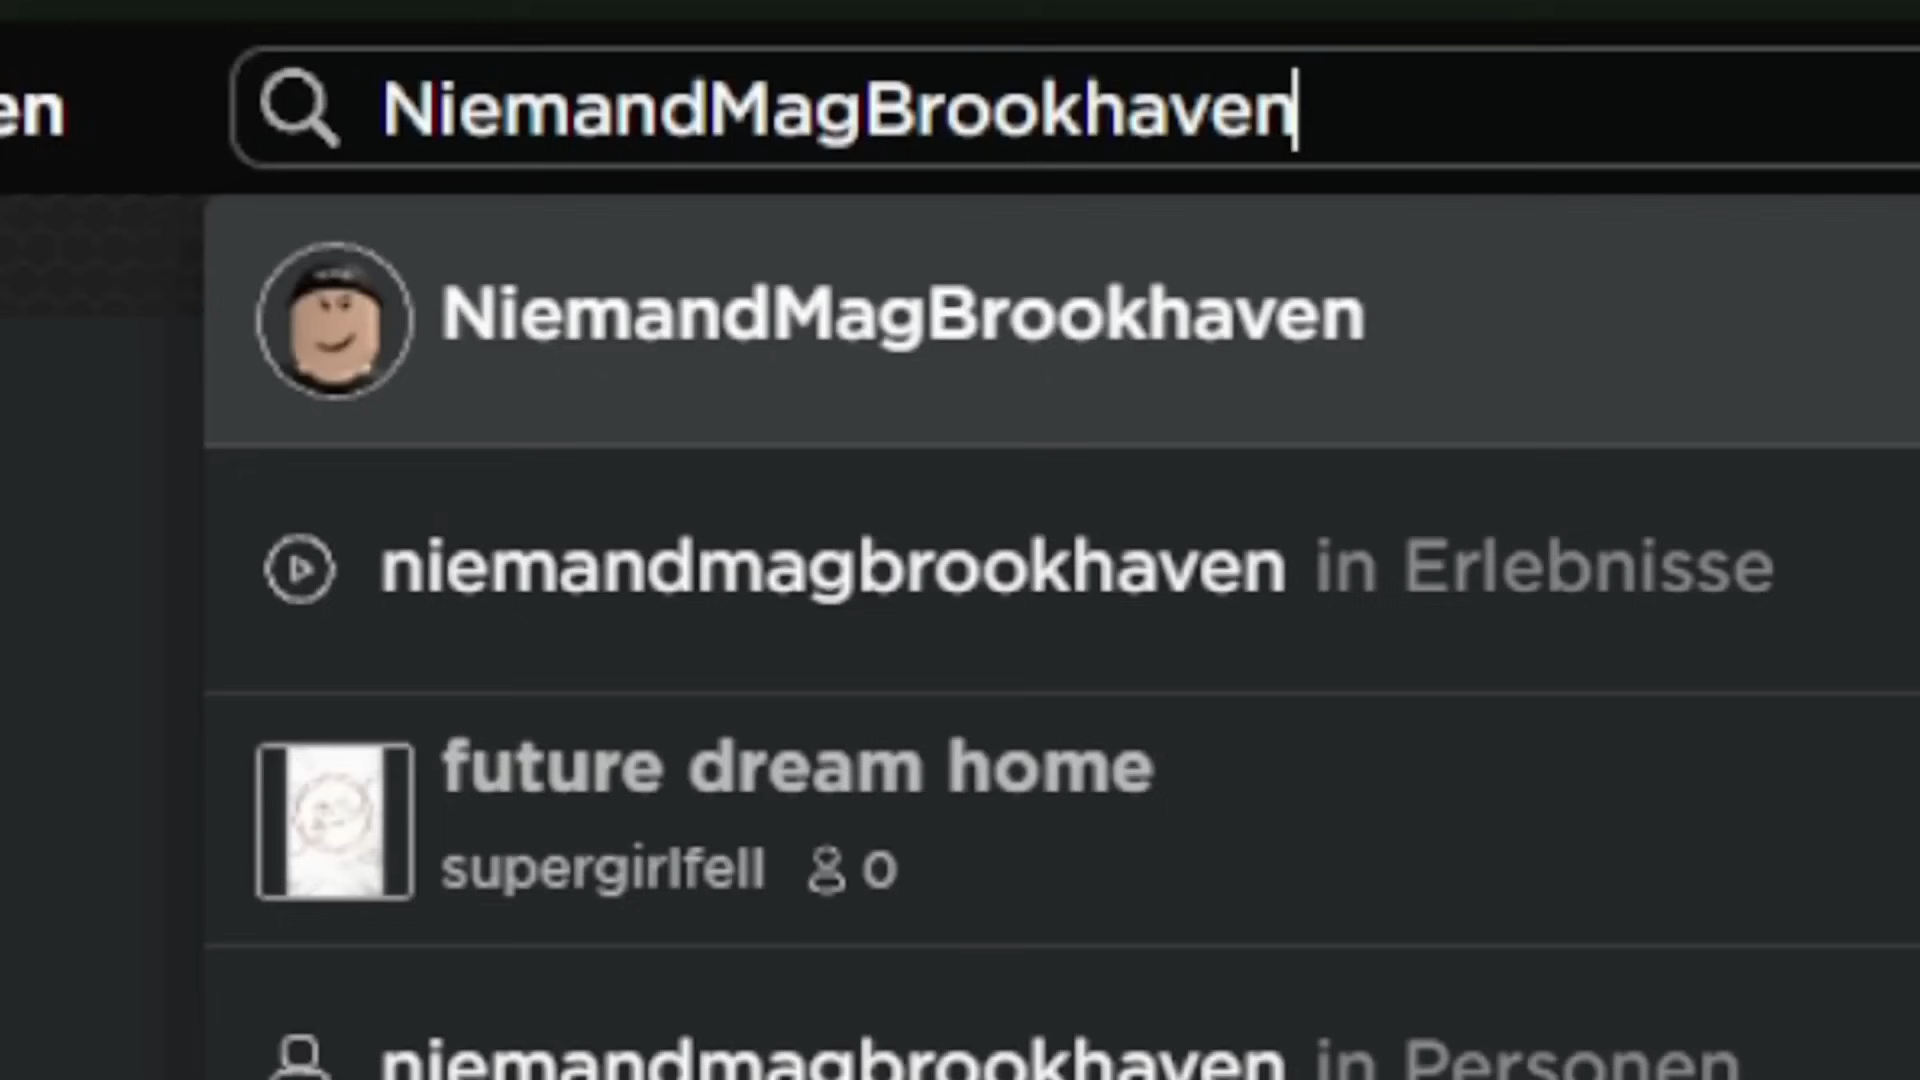 en
NiemandMagBrookhaven
NiemandMagBrookhaven
niemandmagbrookhaven in Erlebnisse
future dream home
supergirlfell 0
niemandmagbrookhaven in Personen